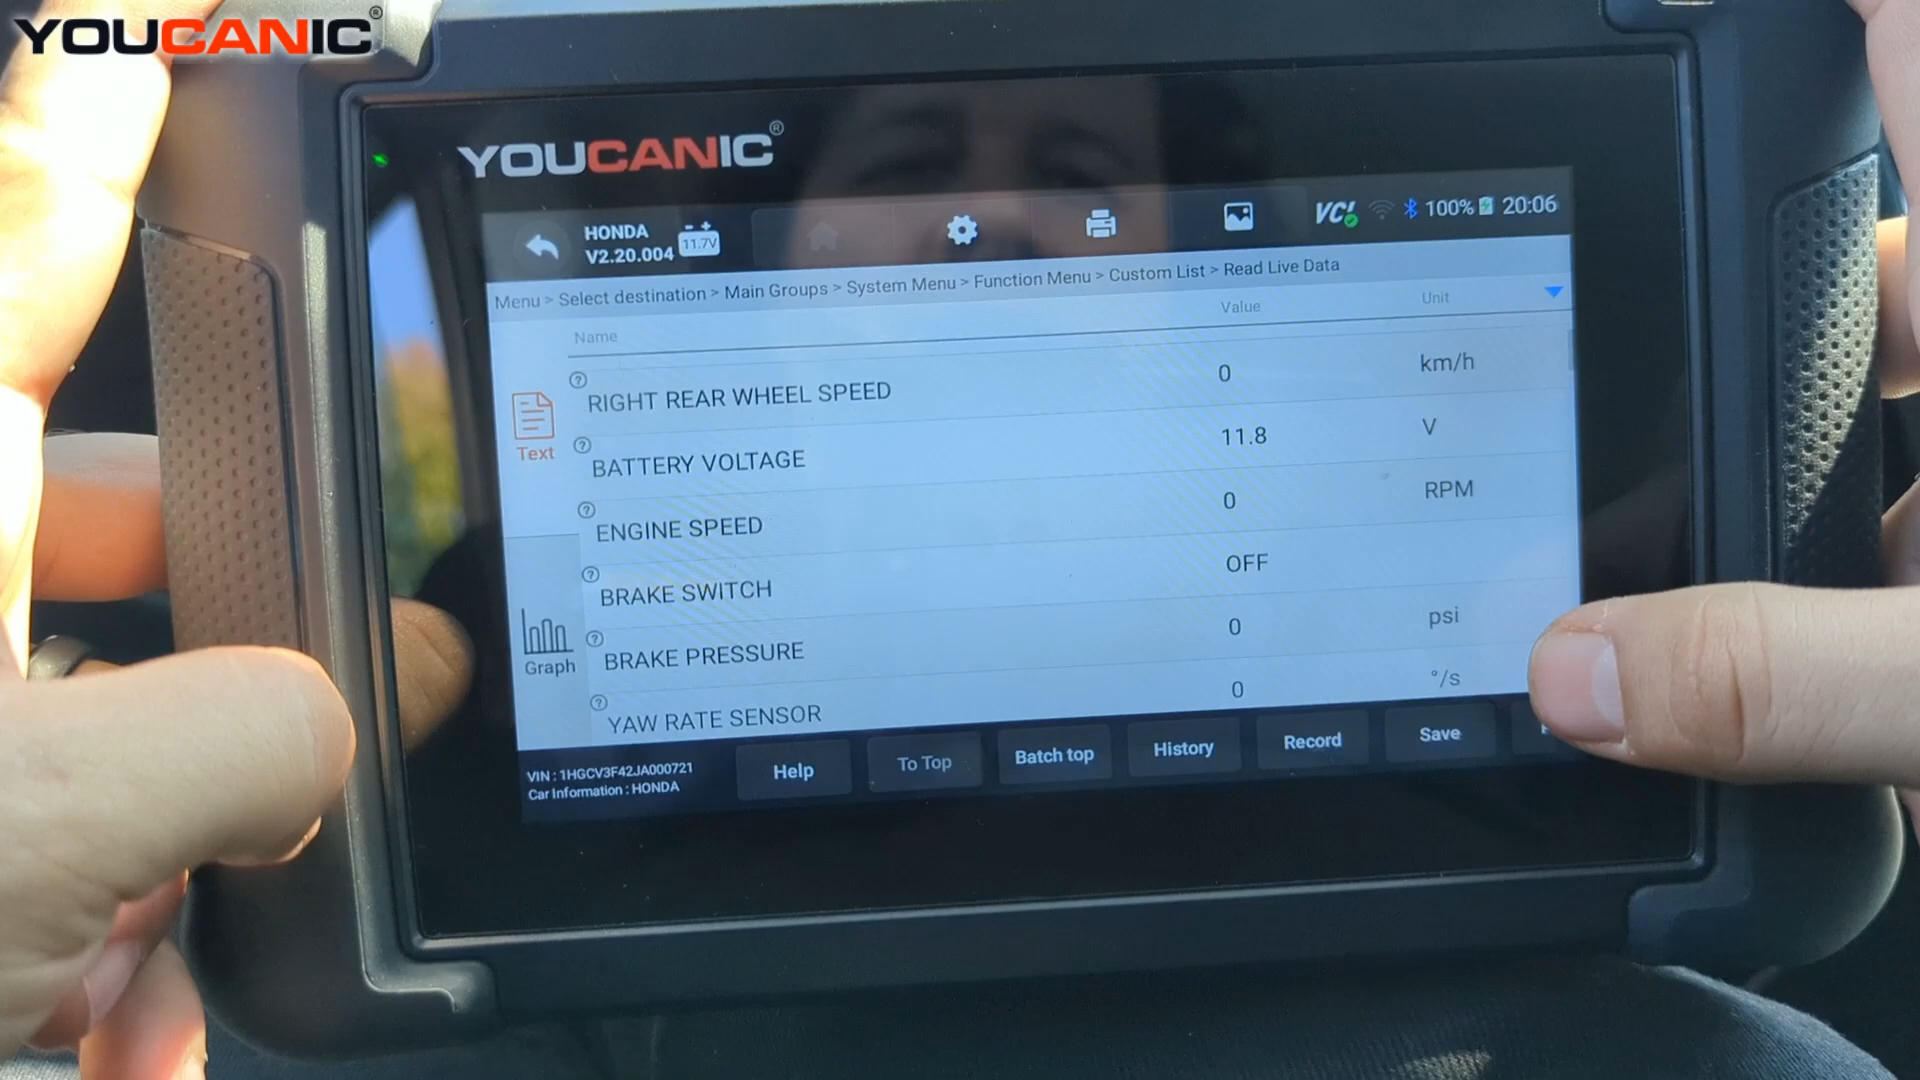 YOUCANIC®
YOUCANIC®
HONDA
V2.20.004
11.7V
VCI
100%
20:06
Menu > Select destination > Main Groups > System Menu > Function Menu > Custom List > Read Live Data
Name Value Unit
RIGHT REAR WHEEL SPEED 0 km/h
BATTERY VOLTAGE 11.8 V
ENGINE SPEED 0 RPM
BRAKE SWITCH OFF
BRAKE PRESSURE 0 psi
YAW RATE SENSOR 0 °/s
Text
Graph
VIN : 1HGCV3F42JA000721
Car Information : HONDA
Help
To Top
Batch top
History
Record
Save